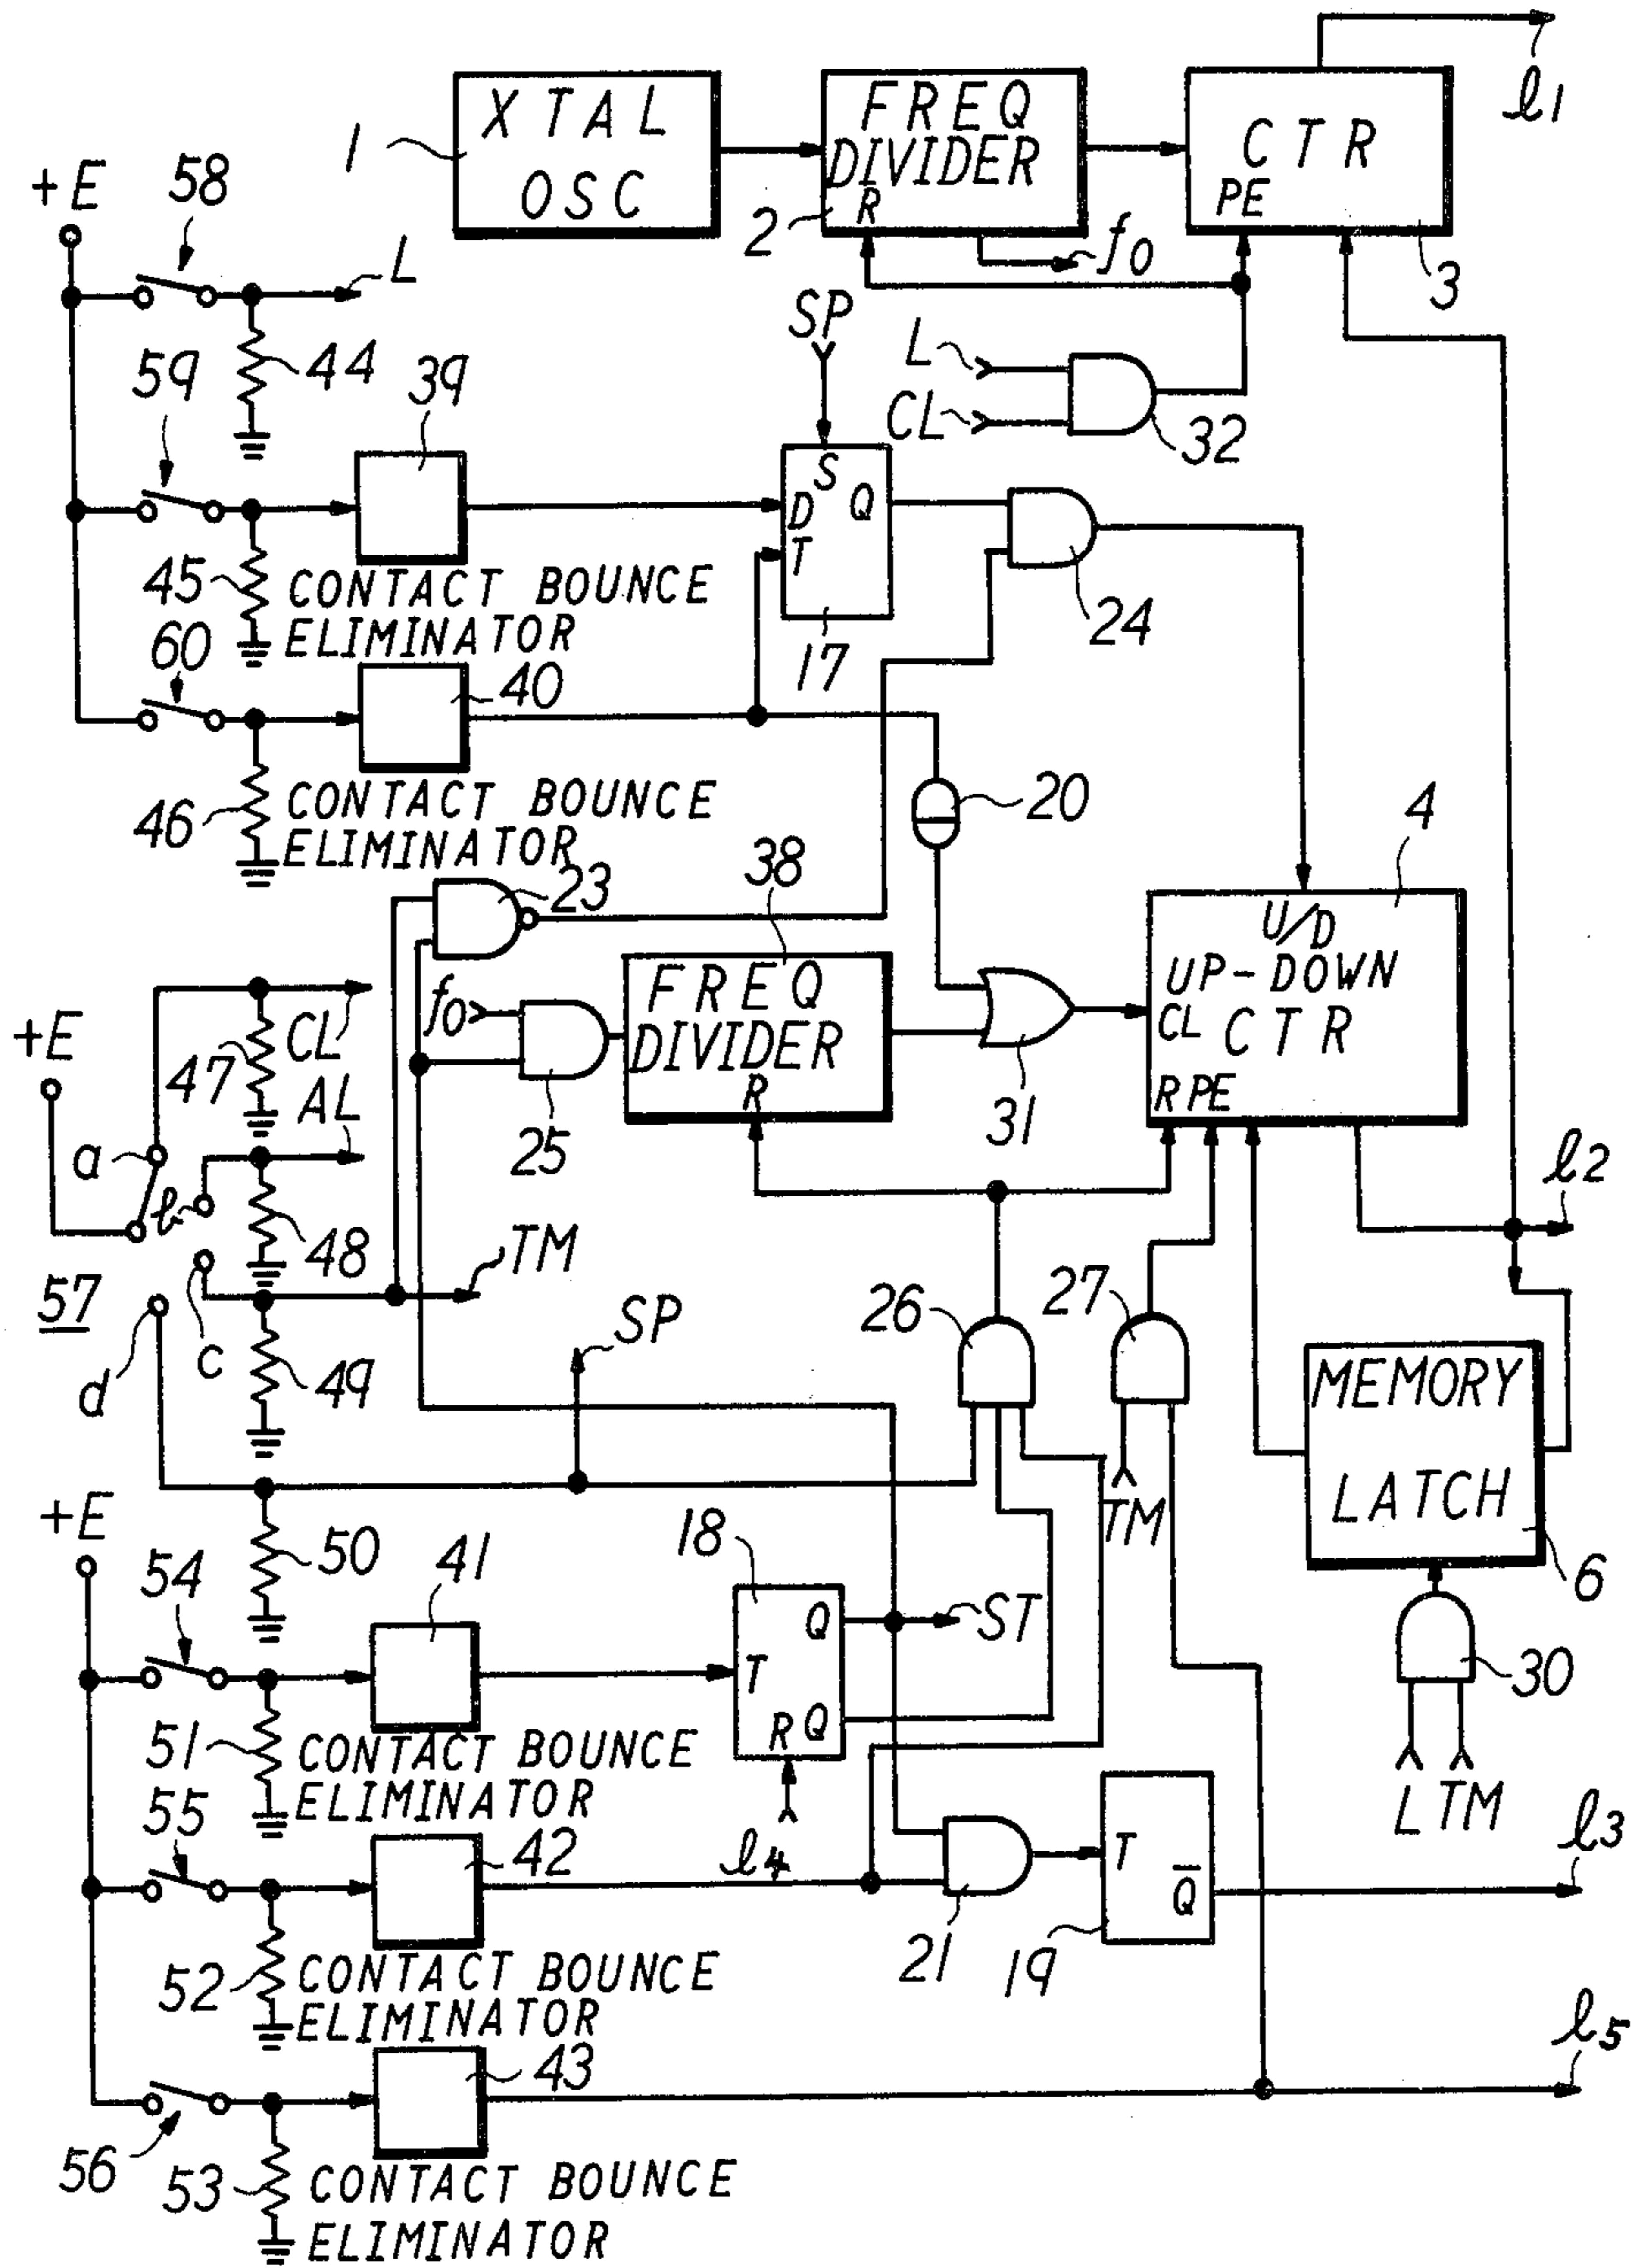 XTAL
OSC
1
FREQ
DIVIDER
R
2
f0
CTR
PE
3
l1
+E
58
L
44
59
39
45
CONTACT BOUNCE
ELIMINATOR
60
40
46
CONTACT BOUNCE
ELIMINATOR
SP
S
D Q
T
17
L
CL
32
24
20
23
38
f0
25
FREQ
DIVIDER
R
31
4
U/D
UP-DOWN
CL CTR
R PE
l2
+E
CL
47
AL
a
b
48
TM
57
c
d
49
SP
26
27
TM
MEMORY
LATCH
6
30
L TM
50
+E
54
41
51
CONTACT BOUNCE
ELIMINATOR
18
Q
T
R Q
ST
l4
55
42
52
CONTACT BOUNCE
ELIMINATOR
21
T
Q̅
19
l3
56
43
53
CONTACT BOUNCE
ELIMINATOR
l5